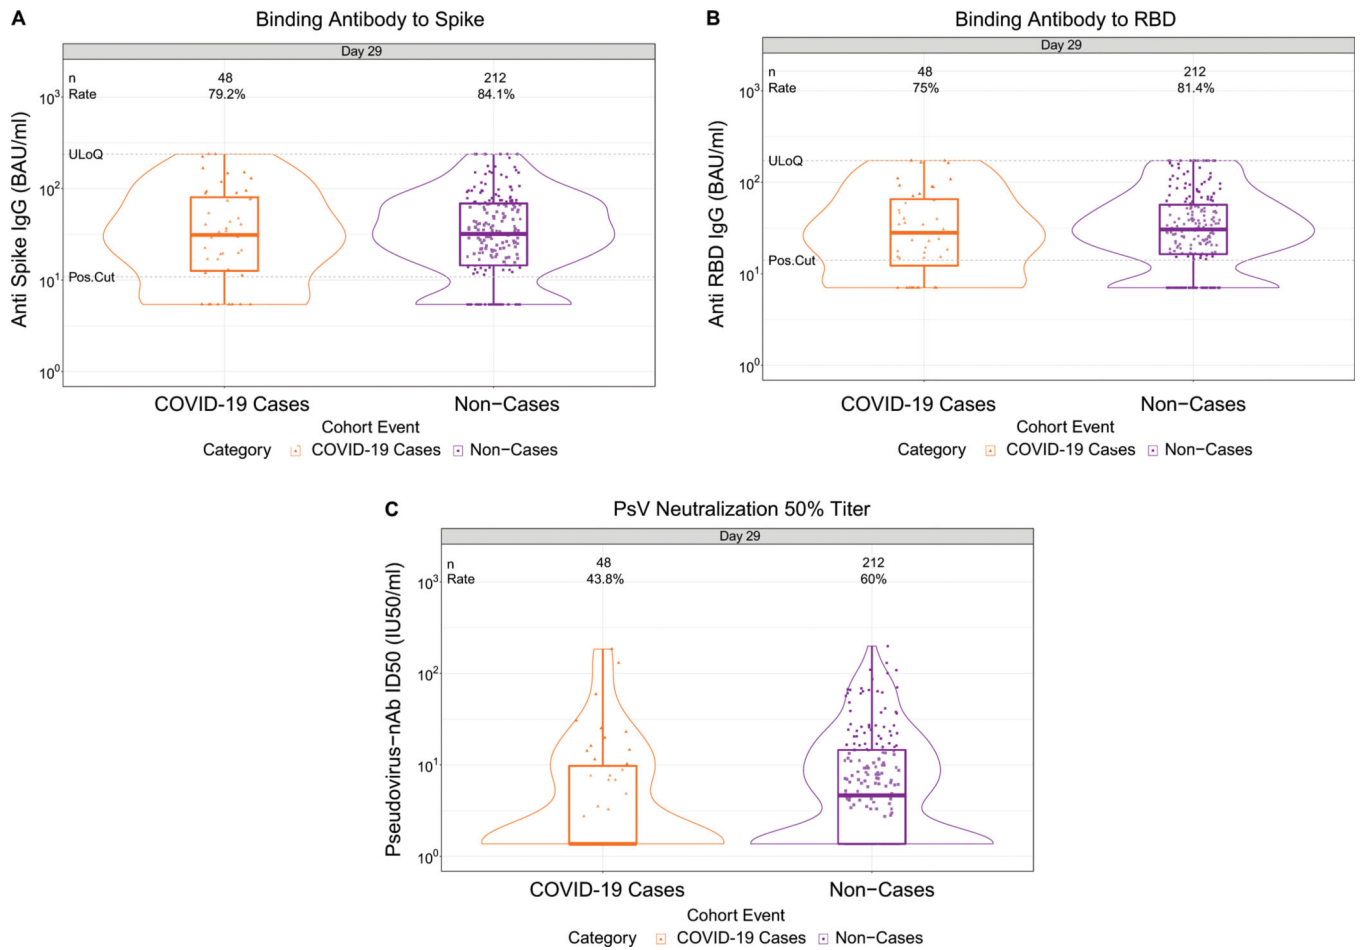 A Binding Antibody to Spike
Day 29
n 48 212
Rate 79.2% 84.1%
10³
ULoQ
10²
Pos.Cut
10¹
10⁰
Anti Spike IgG (BAU/ml)
COVID-19 Cases Non-Cases
Cohort Event
Category COVID-19 Cases Non-Cases
B Binding Antibody to RBD
Day 29
n 48 212
Rate 75% 81.4%
10³
ULoQ
10²
Pos.Cut
10¹
10⁰
Anti RBD IgG (BAU/ml)
COVID-19 Cases Non-Cases
Cohort Event
Category COVID-19 Cases Non-Cases
C PsV Neutralization 50% Titer
Day 29
n 48 212
Rate 43.8% 60%
10³
10²
10¹
10⁰
Pseudovirus-nAb ID50 (IU50/ml)
COVID-19 Cases Non-Cases
Cohort Event
Category COVID-19 Cases Non-Cases